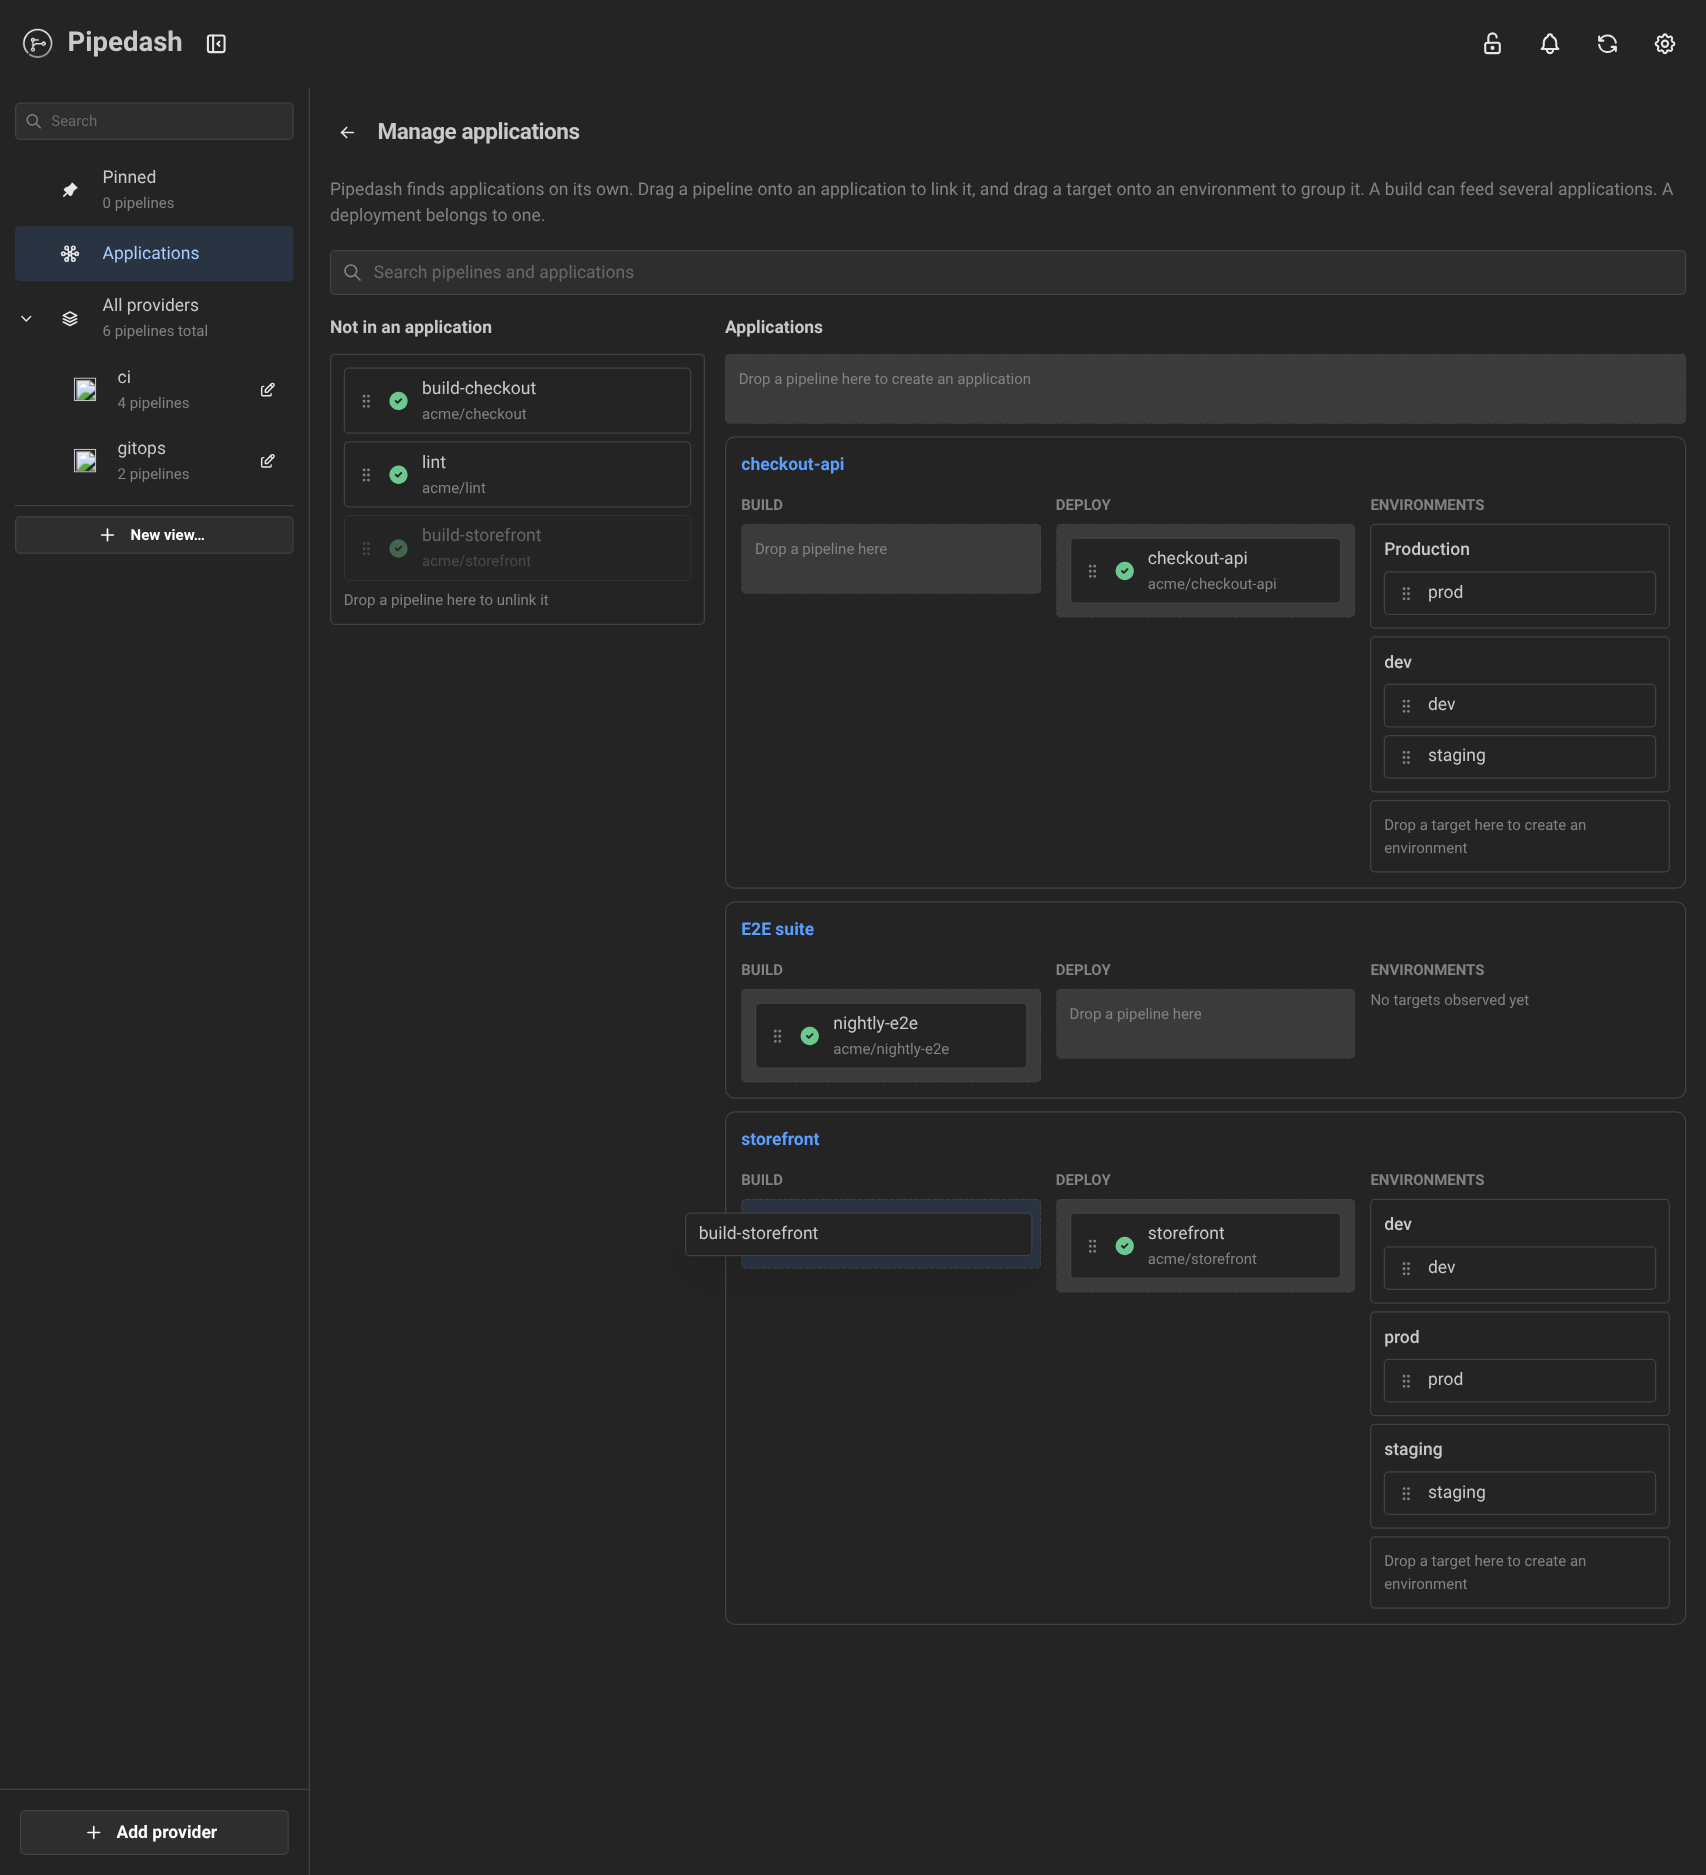 Pipedash
Search
Pinned
0 pipelines
Applications
All providers
6 pipelines total
ci
4 pipelines
gitops
2 pipelines
New view...
Add provider
Manage applications
Pipedash finds applications on its own. Drag a pipeline onto an application to link it, and drag a target onto an environment to group it. A build can feed several applications. A
deployment belongs to one.
Search pipelines and applications
Not in an application
build-checkout
acme/checkout
lint
acme/lint
build-storefront
acme/storefront
Drop a pipeline here to unlink it
Applications
Drop a pipeline here to create an application
checkout-api
BUILD
Drop a pipeline here
DEPLOY
checkout-api
acme/checkout-api
ENVIRONMENTS
Production
prod
dev
dev
staging
Drop a target here to create an
environment
E2E suite
BUILD
nightly-e2e
acme/nightly-e2e
DEPLOY
Drop a pipeline here
ENVIRONMENTS
No targets observed yet
storefront
BUILD
build-storefront
DEPLOY
storefront
acme/storefront
ENVIRONMENTS
dev
dev
prod
prod
staging
staging
Drop a target here to create an
environment